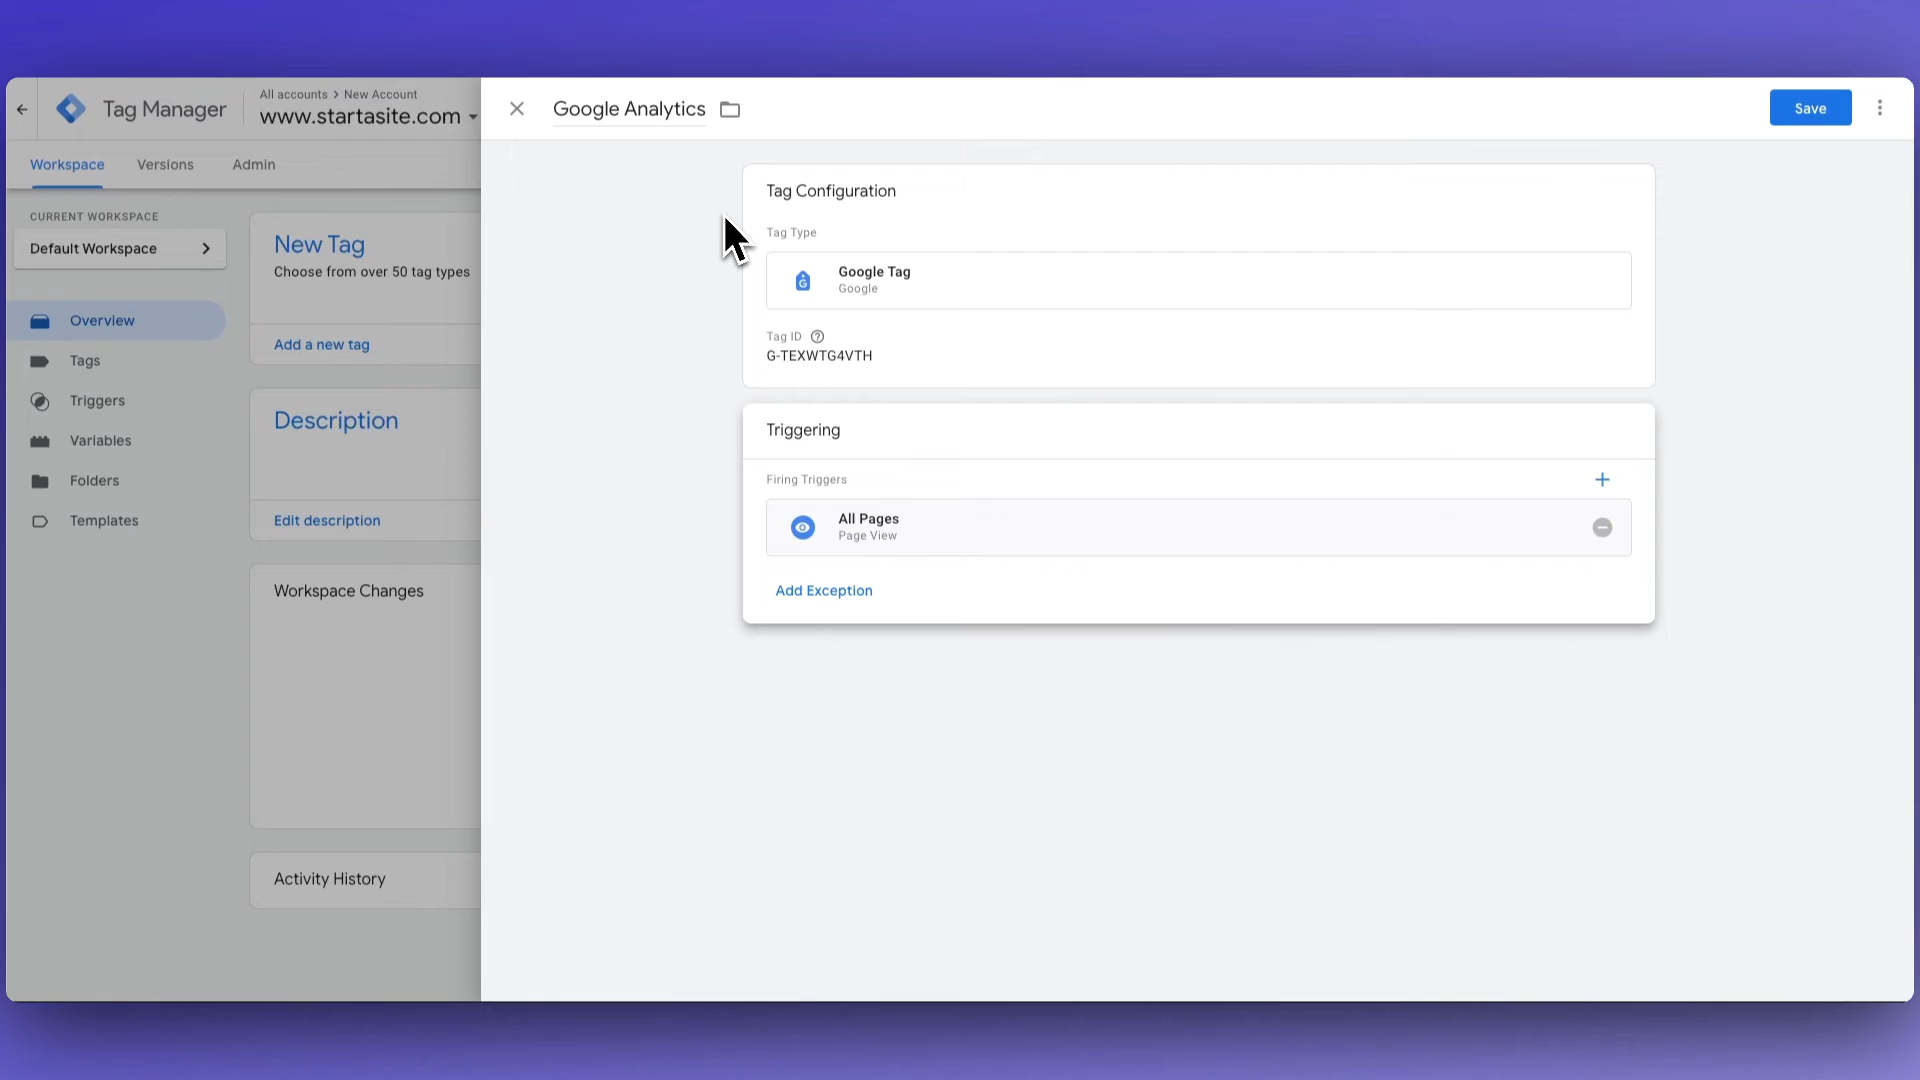 Tag Manager
All accounts > New Account
www.startasite.com
Google Analytics
Save
Workspace
Versions
Admin
CURRENT WORKSPACE
Default Workspace
Overview
Tags
Triggers
Variables
Folders
Templates
New Tag
Choose from over 50 tag types
Add a new tag
Description
Edit description
Workspace Changes
Activity History
Tag Configuration
Tag Type
Google Tag
Google
Tag ID
G-TEXWTG4VTH
Triggering
Firing Triggers
All Pages
Page View
Add Exception